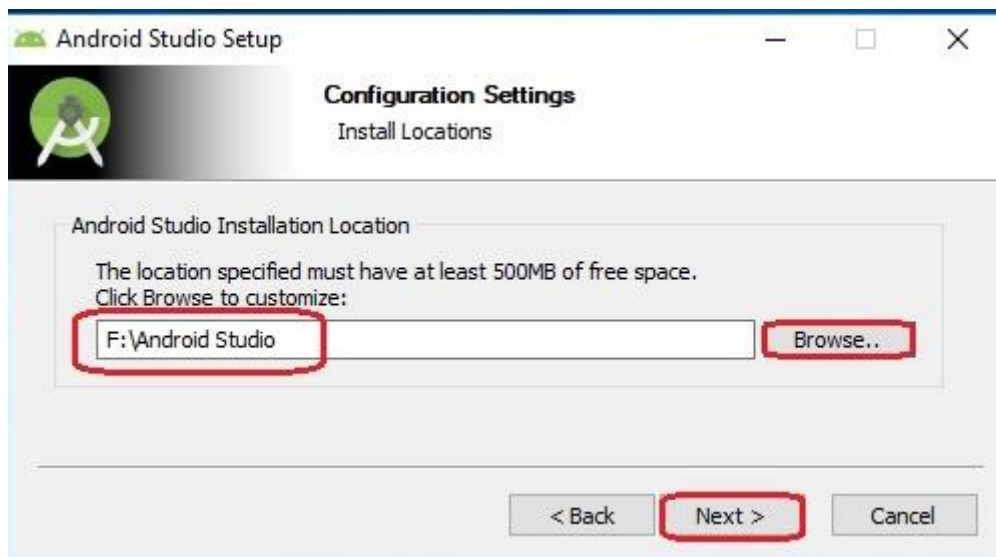 Android Studio Setup
Configuration Settings
Install Locations
Android Studio Installation Location
The location specified must have at least 500MB of free space.
Click Browse to customize:
F:\Android Studio
Browse..
< Back
Next >
Cancel